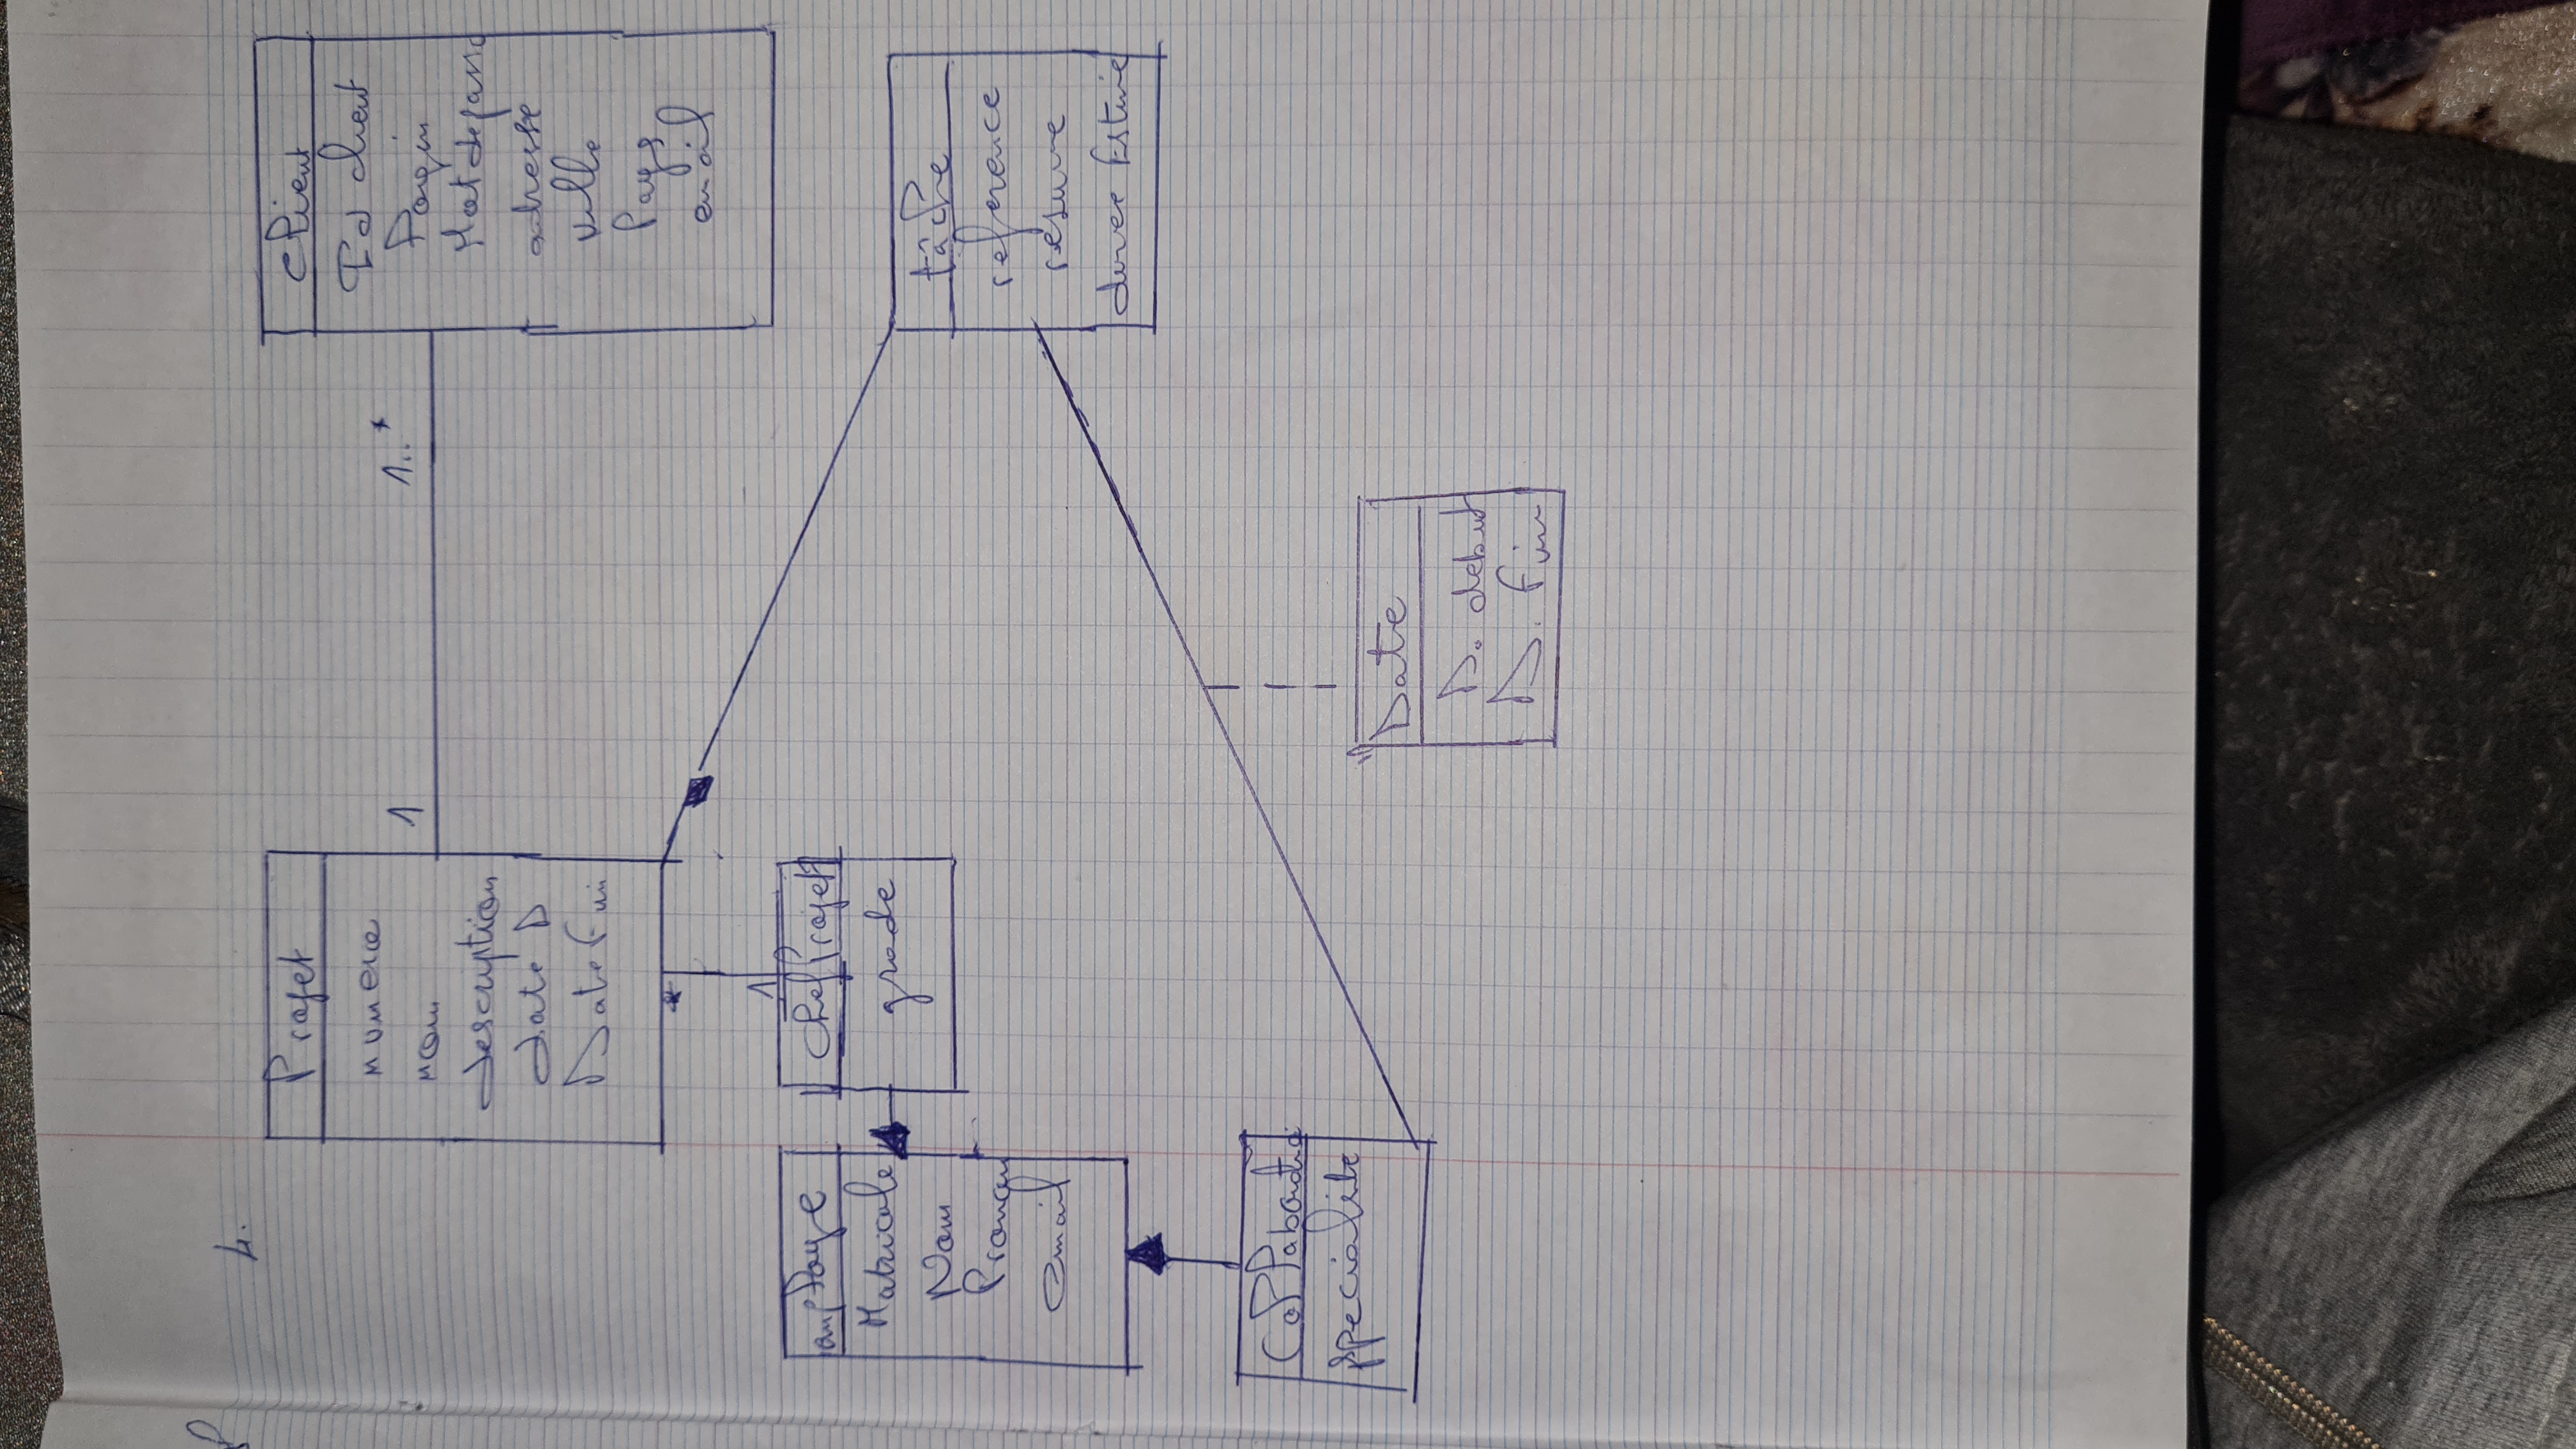 4.
Projet
numero
nom
description
date D
Date Fin
1
1..*
Client
Id client
Login
Mot de passe
adresse
ville
Pays
email
*
1
employe
Matricule
Nom
Prenom
email
Chef Projet
grade
tâche
reference
resume
duree Estime
Collaborateur
specialite
Date
D. debut
D. Fin